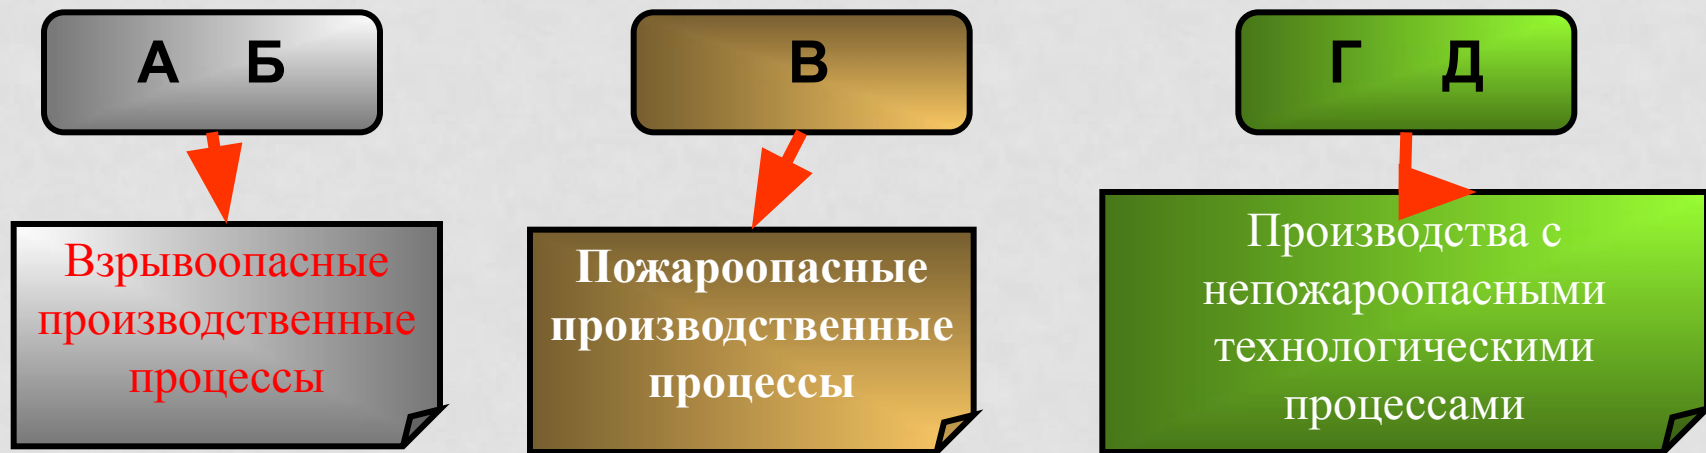 А Б
Взрывоопасные
производственные
процессы
В
Пожароопасные
производственные
процессы
Г Д
Производства с
непожароопасными
технологическими
процессами